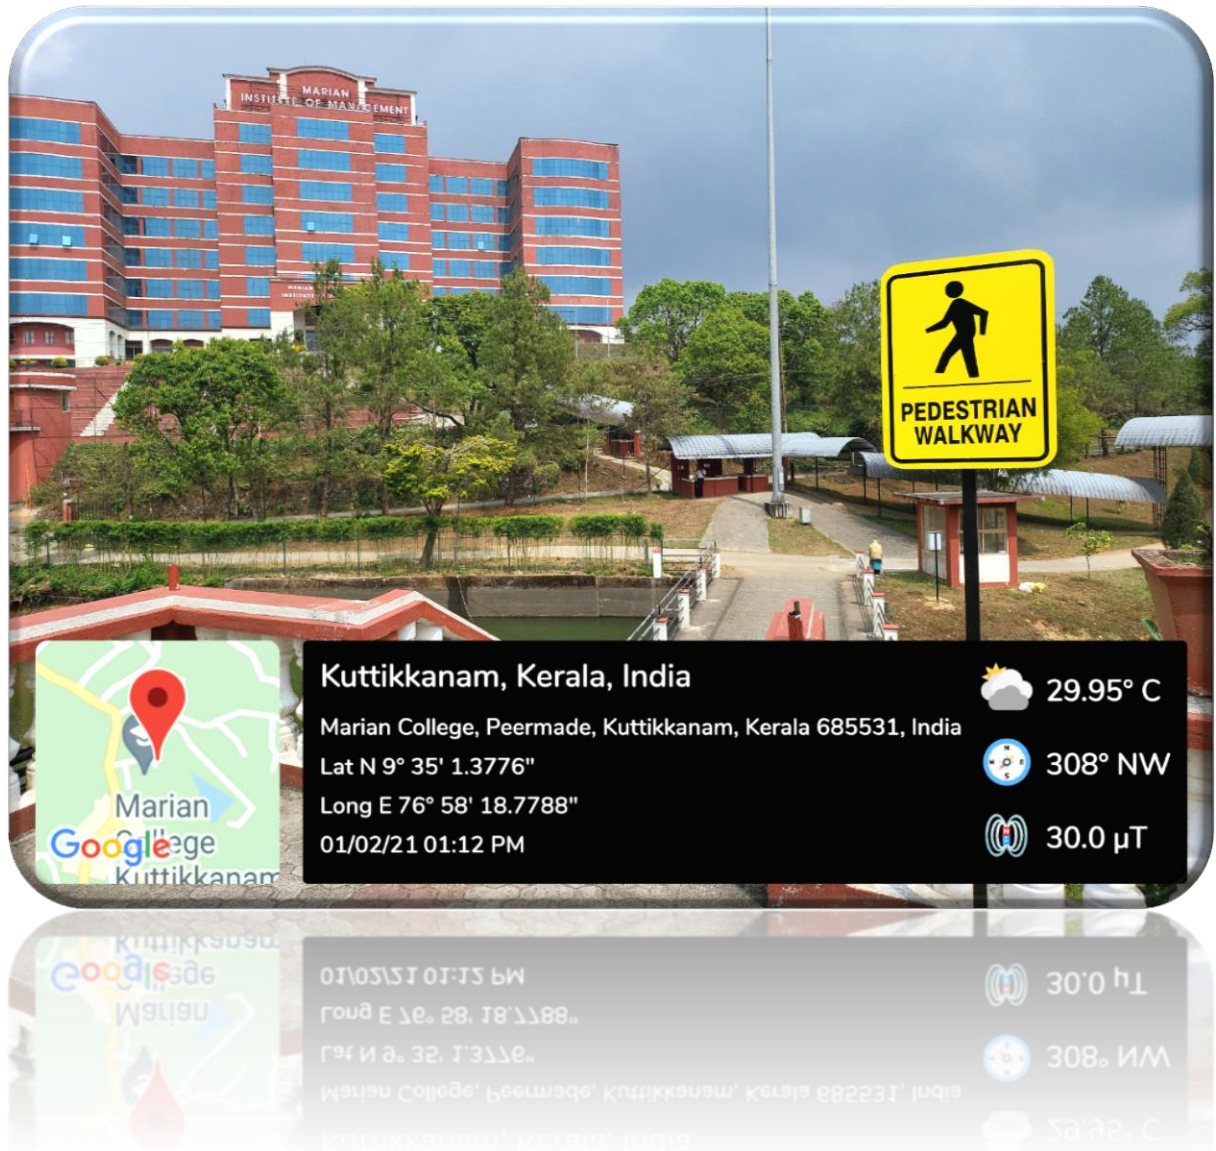 MARIAN
INSTITUTE OF MANAGEMENT
PEDESTRIAN
WALKWAY
Kuttikkanam, Kerala, India
Marian College, Peermade, Kuttikkanam, Kerala 685531, India
Lat N 9° 35' 1.3776"
Long E 76° 58' 18.7788"
01/02/21 01:12 PM
29.95° C
308° NW
30.0 µT
Marian
College
Kuttikkanam
Google